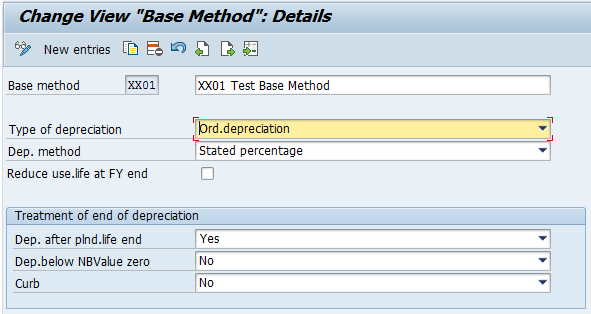 Change View "Base Method": Details
New entries
Base method XX01 XX01 Test Base Method
Type of depreciation Ord.depreciation
Dep. method Stated percentage
Reduce use.life at FY end
Treatment of end of depreciation
Dep. after plnd.life end Yes
Dep.below NBValue zero No
Curb No